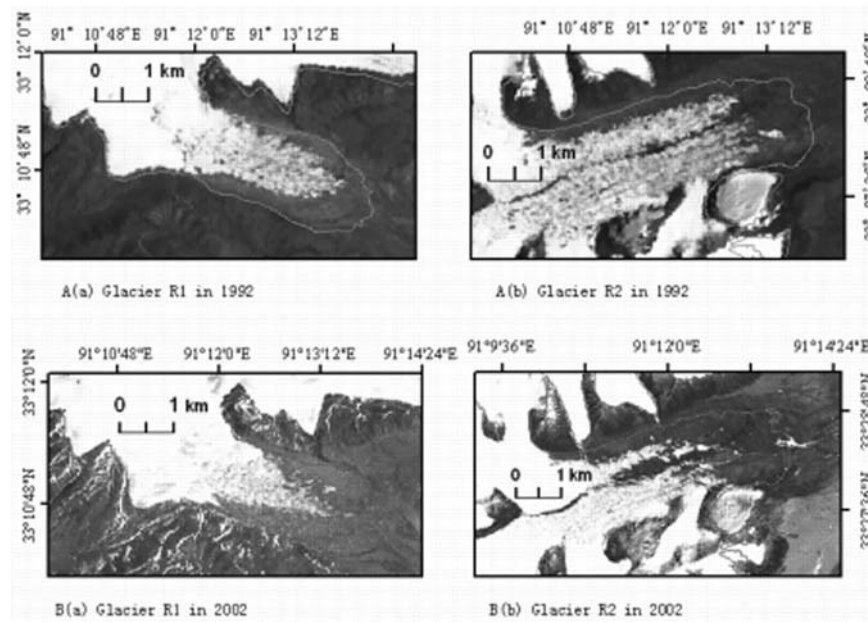 91° 10'48"E 91° 12'0"E 91° 13'12"E
33° 12'0"N
33° 10'48"N
0 1 km
A(a) Glacier R1 in 1992
91° 10'48"E 91° 12'0"E 91° 13'12"E
0 1 km
A(b) Glacier R2 in 1992
91°10'48"E 91°12'0"E 91°13'12"E 91°14'24"E
33°12'0"N
33°10'48"N
0 1 km
B(a) Glacier R1 in 2002
91°9'36"E 91°12'0"E 91°14'24"E
0 1 km
B(b) Glacier R2 in 2002